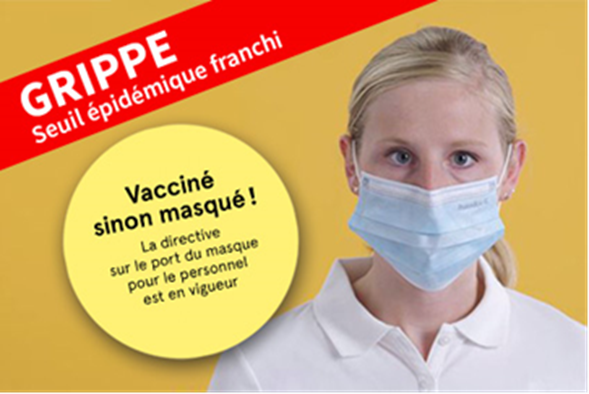 GRIPPE
Seuil épidémique franchi
Vacciné
sinon masqué !
La directive
sur le port du masque
pour le personnel
est en vigueur